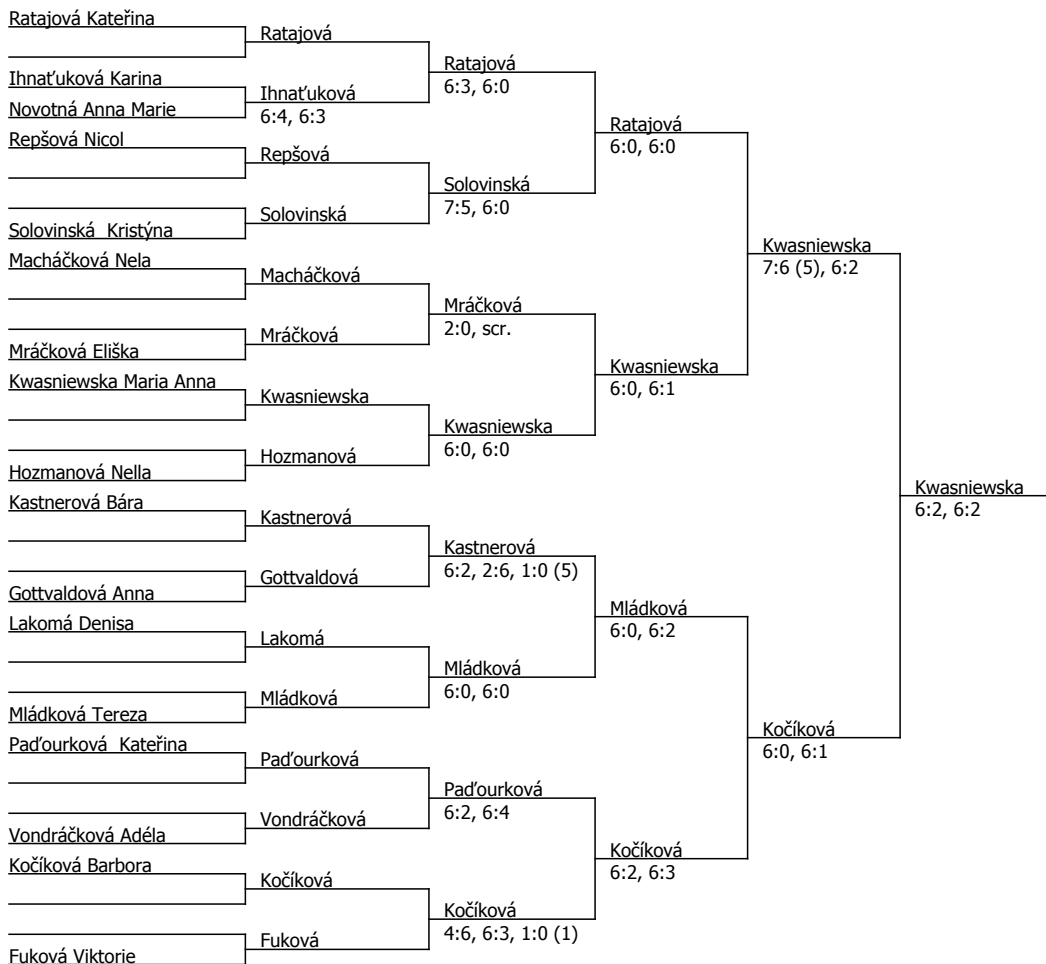 Ratajová Kateřina
Ihnaťuková Karina
Novotná Anna Marie
Repšová Nicol
Solovinská  Kristýna
Macháčková Nela
Mráčková Eliška
Kwasniewska Maria Anna
Hozmanová Nella
Kastnerová Bára
Gottvaldová Anna
Lakomá Denisa
Mládková Tereza
Paďourková  Kateřina
Vondráčková Adéla
Kočíková Barbora
Fuková Viktorie
Ratajová
Ihnaťuková
6:4, 6:3
Repšová
Solovinská
Macháčková
Mráčková
Kwasniewska
Hozmanová
Kastnerová
Gottvaldová
Lakomá
Mládková
Paďourková
Vondráčková
Kočíková
Fuková
Ratajová
6:3, 6:0
Solovinská
7:5, 6:0
Mráčková
2:0, scr.
Kwasniewska
6:0, 6:0
Kastnerová
6:2, 2:6, 1:0 (5)
Mládková
6:0, 6:0
Paďourková
6:2, 6:4
Kočíková
4:6, 6:3, 1:0 (1)
Ratajová
6:0, 6:0
Kwasniewska
6:0, 6:1
Mládková
6:0, 6:2
Kočíková
6:2, 6:3
Kwasniewska
7:6 (5), 6:2
Kočíková
6:0, 6:1
Kwasniewska
6:2, 6:2